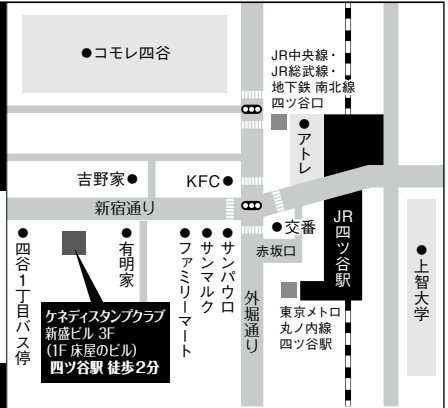 ●コモレ四谷
JR中央線・
JR総武線・
地下鉄 南北線
四ツ谷口
●アトレ
吉野家●
KFC●
新宿通り
●交番
赤坂口
JR四ツ谷駅
●四谷1丁目バス停
●有明家
●ファミリーマート
●サンマルク
●サンパウロ
外堀通り
東京メトロ
丸ノ内線
四ツ谷駅
●上智大学
ケネディスタンプクラブ
新盛ビル 3F
(1F 床屋のビル)
四ツ谷駅 徒歩2分